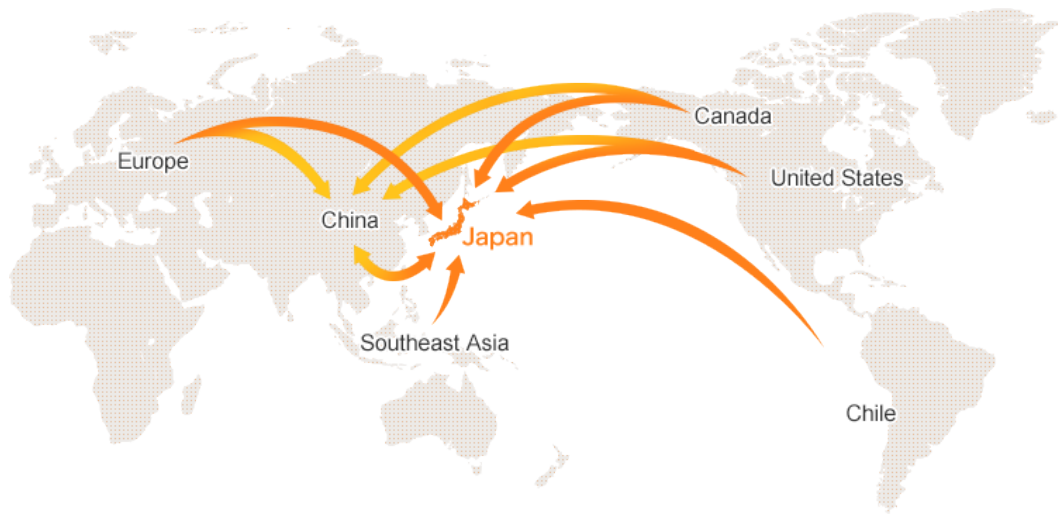 Canada
Europe
United States
China
Japan
Southeast Asia
Chile